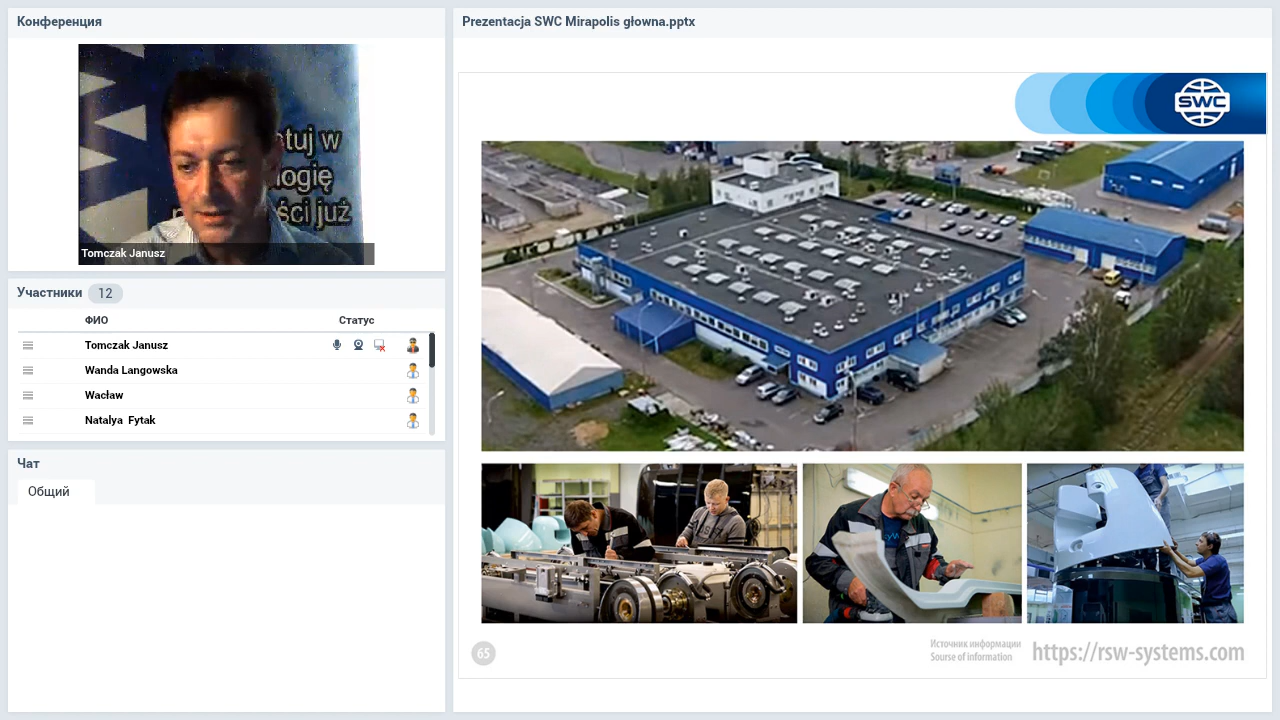 Конференция
tuj w
logię
ści już
Tomczak Janusz
Участники 12
ФИО Статус
Tomczak Janusz
Wanda Langowska
Wacław
Natalya Fytak
Чат
Общий
Prezentacja SWC Mirapolis głowna.pptx
SWC
65
Источник информации
Sourse of information
https://rsw-systems.com